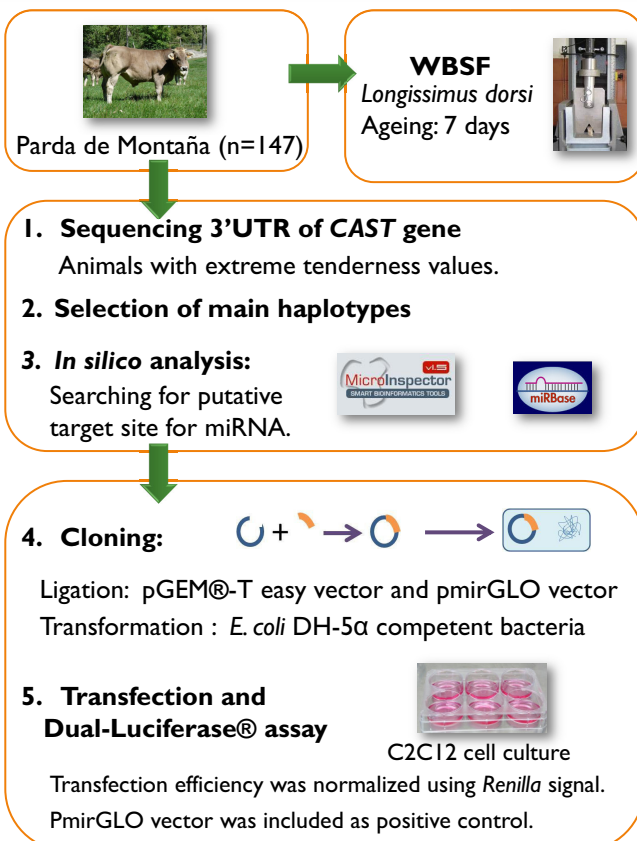 Parda de Montaña (n=147)
WBSF
Longissimus dorsi
Ageing: 7 days
1. Sequencing 3’UTR of CAST gene
Animals with extreme tenderness values.
2. Selection of main haplotypes
3. In silico analysis:
Searching for putative
target site for miRNA.
v1.5
MicroInspector
SMART BIOINFORMATICS TOOLS
miRBase
4. Cloning:
+
Ligation: pGEM®-T easy vector and pmirGLO vector
Transformation : E. coli DH-5α competent bacteria
5. Transfection and
Dual-Luciferase® assay
C2C12 cell culture
Transfection efficiency was normalized using Renilla signal.
PmirGLO vector was included as positive control.